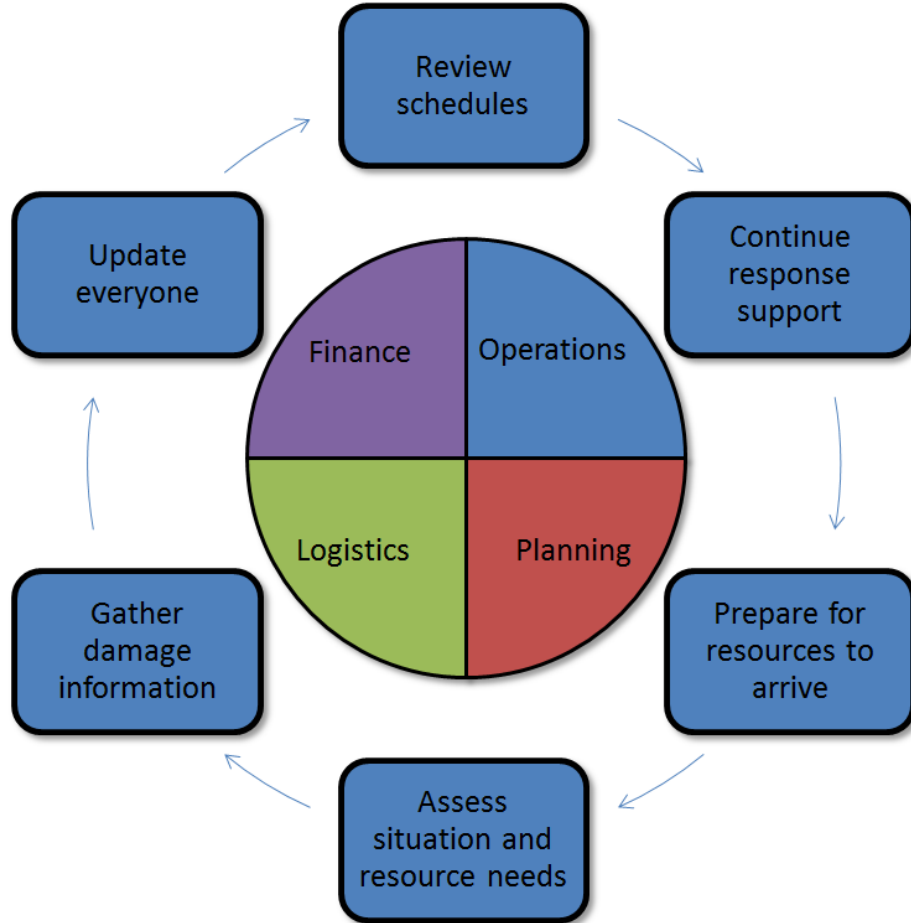 Review
schedules
Continue
response
support
Prepare for
resources to
arrive
Assess
situation and
resource needs
Gather
damage
information
Update
everyone
Finance
Operations
Logistics
Planning